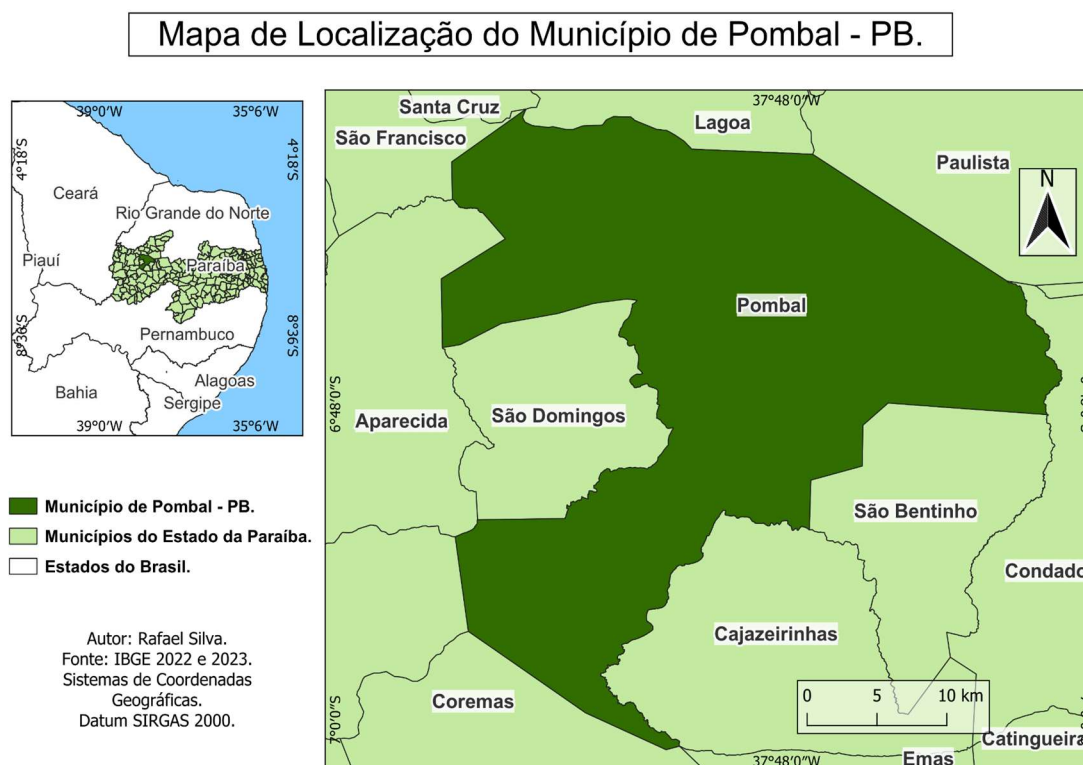 Mapa de Localização do Município de Pombal - PB.
39°0'W
35°6'W
4°18'S
4°18'S
Ceará
Rio Grande do Norte
Piauí
Paraíba
8°36'S
8°36'S
Pernambuco
Alagoas
Bahia
Sergipe
39°0'W
35°6'W
Município de Pombal - PB.
Municípios do Estado da Paraíba.
Estados do Brasil.
Autor: Rafael Silva.
Fonte: IBGE 2022 e 2023.
Sistemas de Coordenadas
Geográficas.
Datum SIRGAS 2000.
37°48'0"W
Santa Cruz
Lagoa
São Francisco
Paulista
N
Pombal
6°48'0"S
São Domingos
Aparecida
São Bentinho
Condado
Cajazeirinhas
Coremas
0 5 10 km
7°0'0"S
Catingueira
Emas
37°48'0"W